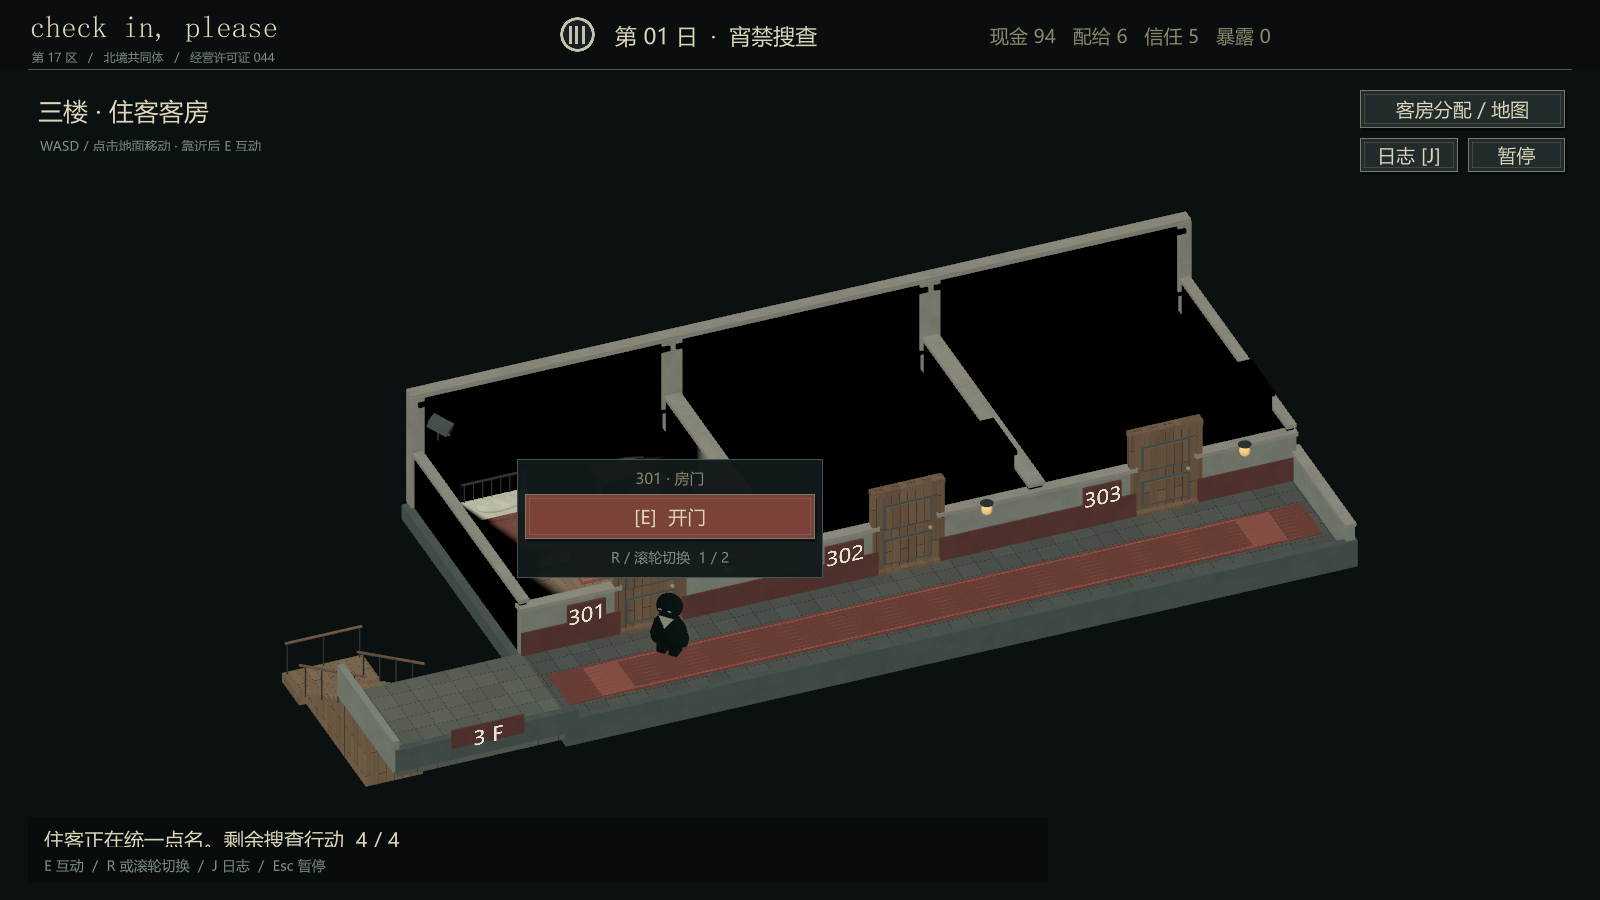 check in, please
第 17 区 / 北境共同体 / 经营许可证 044
第 01 日 · 宵禁搜查
现金 94 配给 6 信任 5 暴露 0
三楼 · 住客客房
WASD / 点击地面移动 · 靠近后 E 互动
客房分配 / 地图
日志 [J]
暂停
301 · 房门
[E] 开门
R / 滚轮切换 1 / 2
301
302
303
3 F
住客正在统一点名。剩余搜查行动 4 / 4
E 互动 / R 或滚轮切换 / J 日志 / Esc 暂停